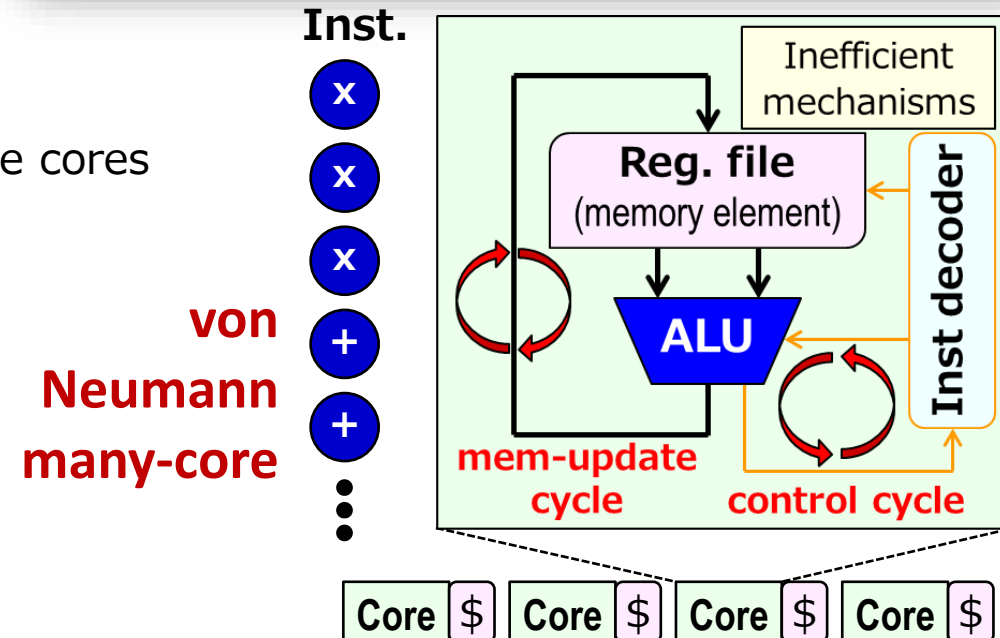 Inst.
x
x
x
+
+
e cores
von
Neumann
many-core
Inefficient
mechanisms
Reg. file
(memory element)
ALU
Inst decoder
mem-update
cycle
control cycle
Core $ Core $ Core $ Core $